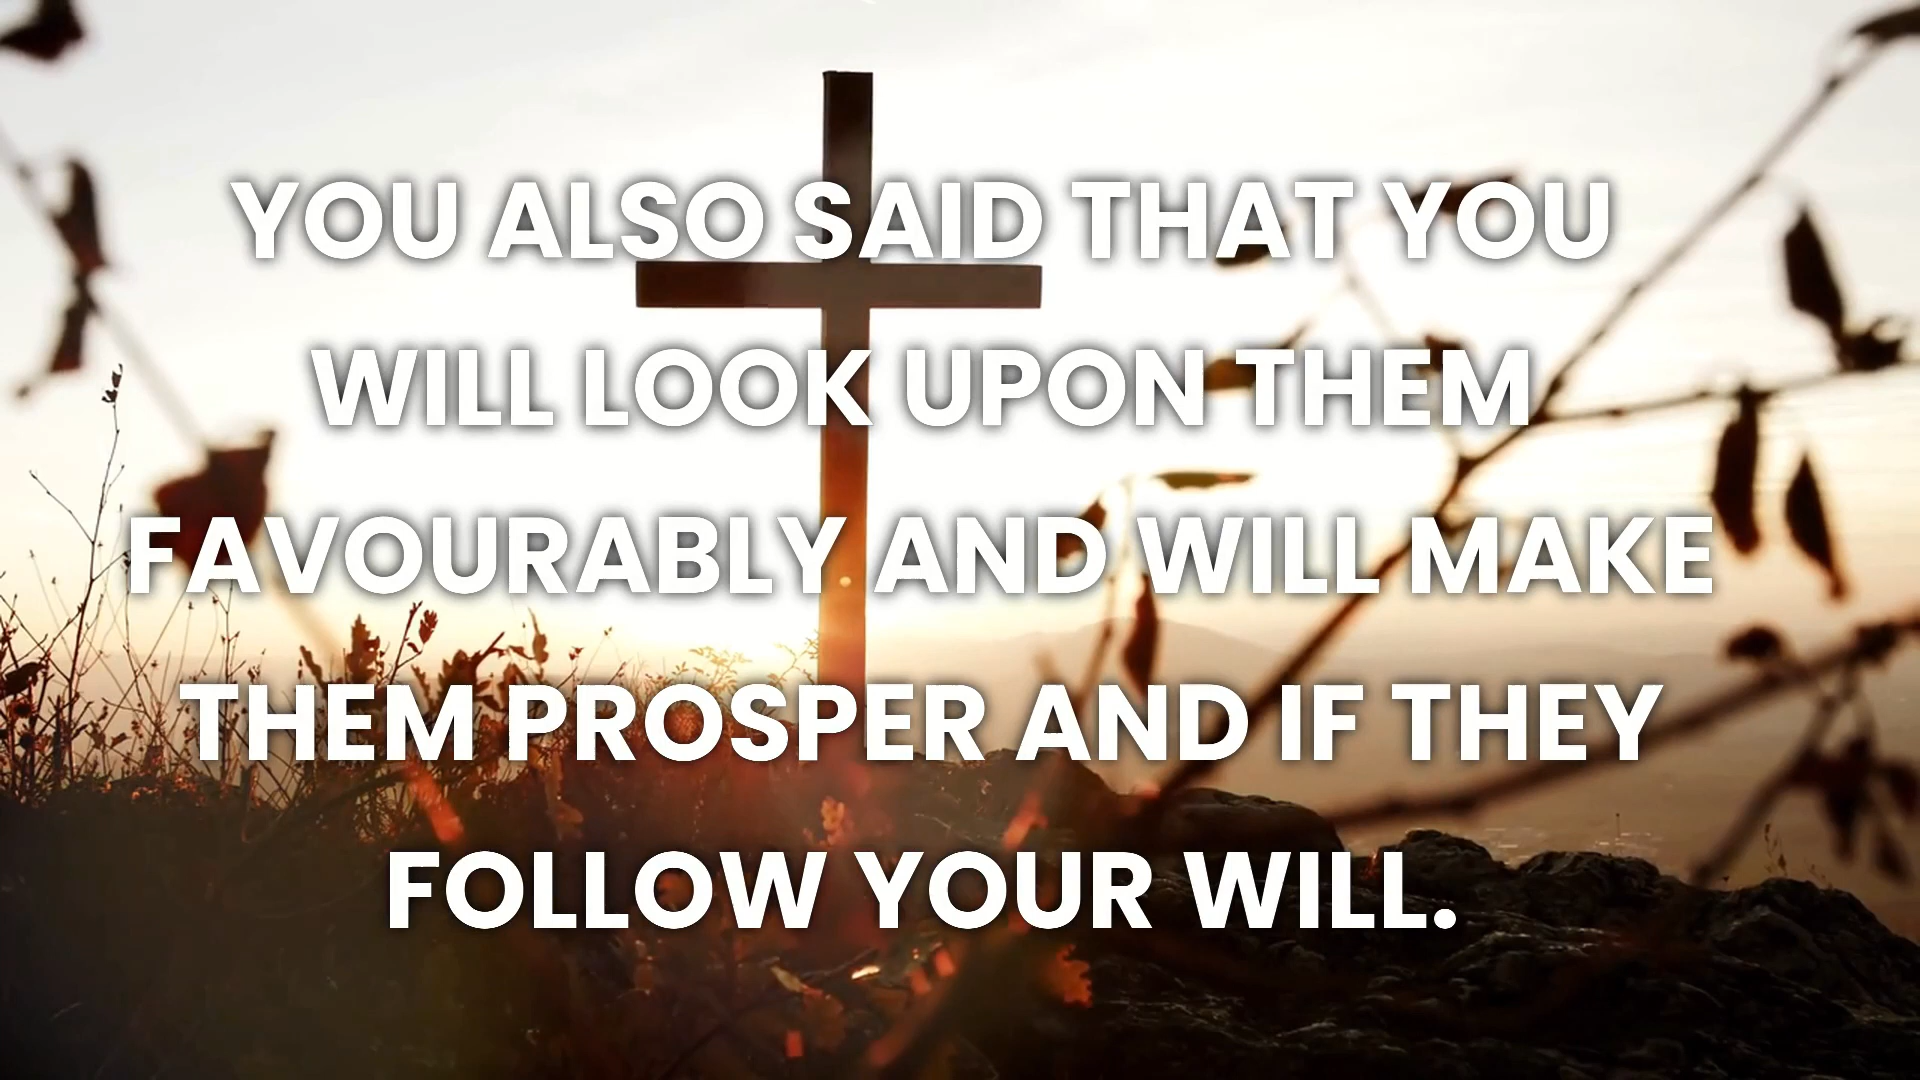 YOU ALSO SAID THAT YOU
WILL LOOK UPON THEM
FAVOURABLY AND WILL MAKE
THEM PROSPER AND IF THEY
FOLLOW YOUR WILL.